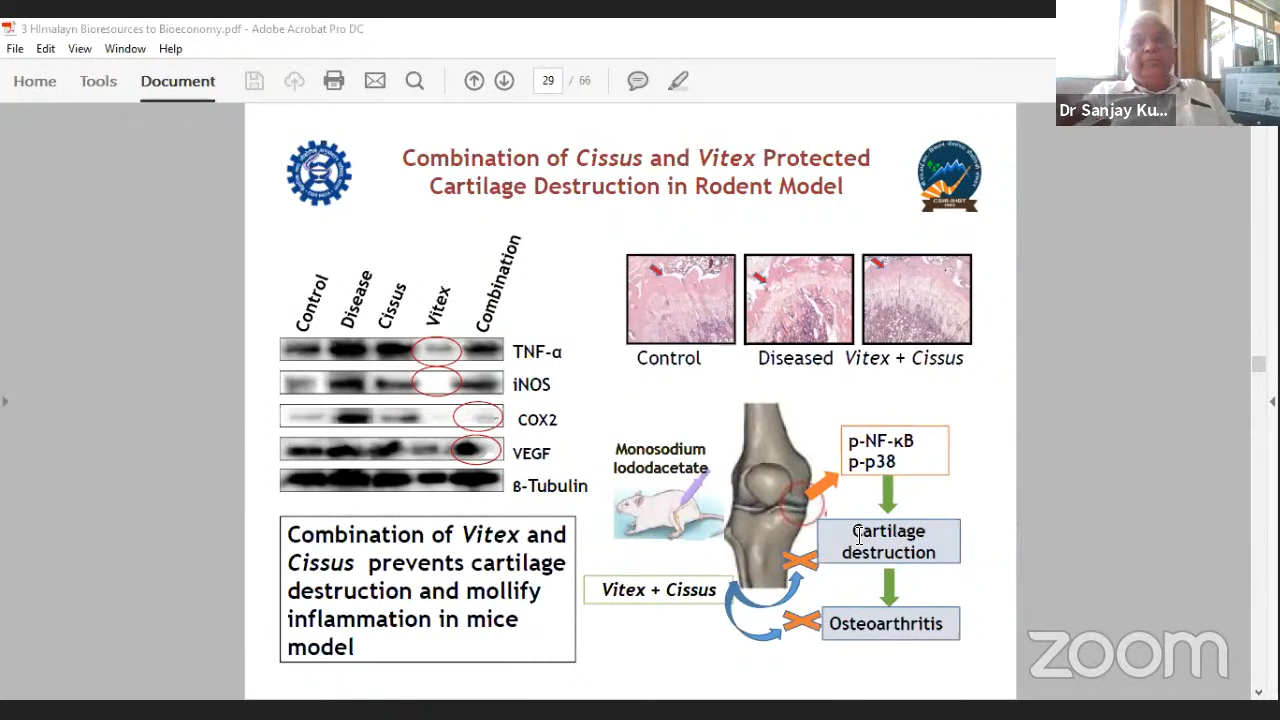 3 HImalayn Bioresources to Bioeconomy.pdf - Adobe Acrobat Pro DC
File Edit View Window Help
Home Tools Document 29 / 66
Dr Sanjay Ku...
Combination of Cissus and Vitex Protected
Cartilage Destruction in Rodent Model
CSIR-IHBT
Control Disease Cissus Vitex Combination
TNF-α
iNOS
COX2
VEGF
ß-Tubulin
Combination of Vitex and
Cissus prevents cartilage
destruction and mollify
inflammation in mice
model
Control Diseased Vitex + Cissus
Monosodium
Iododacetate
p-NF-κB
p-p38
Cartilage
destruction
Vitex + Cissus
Osteoarthritis
zoom